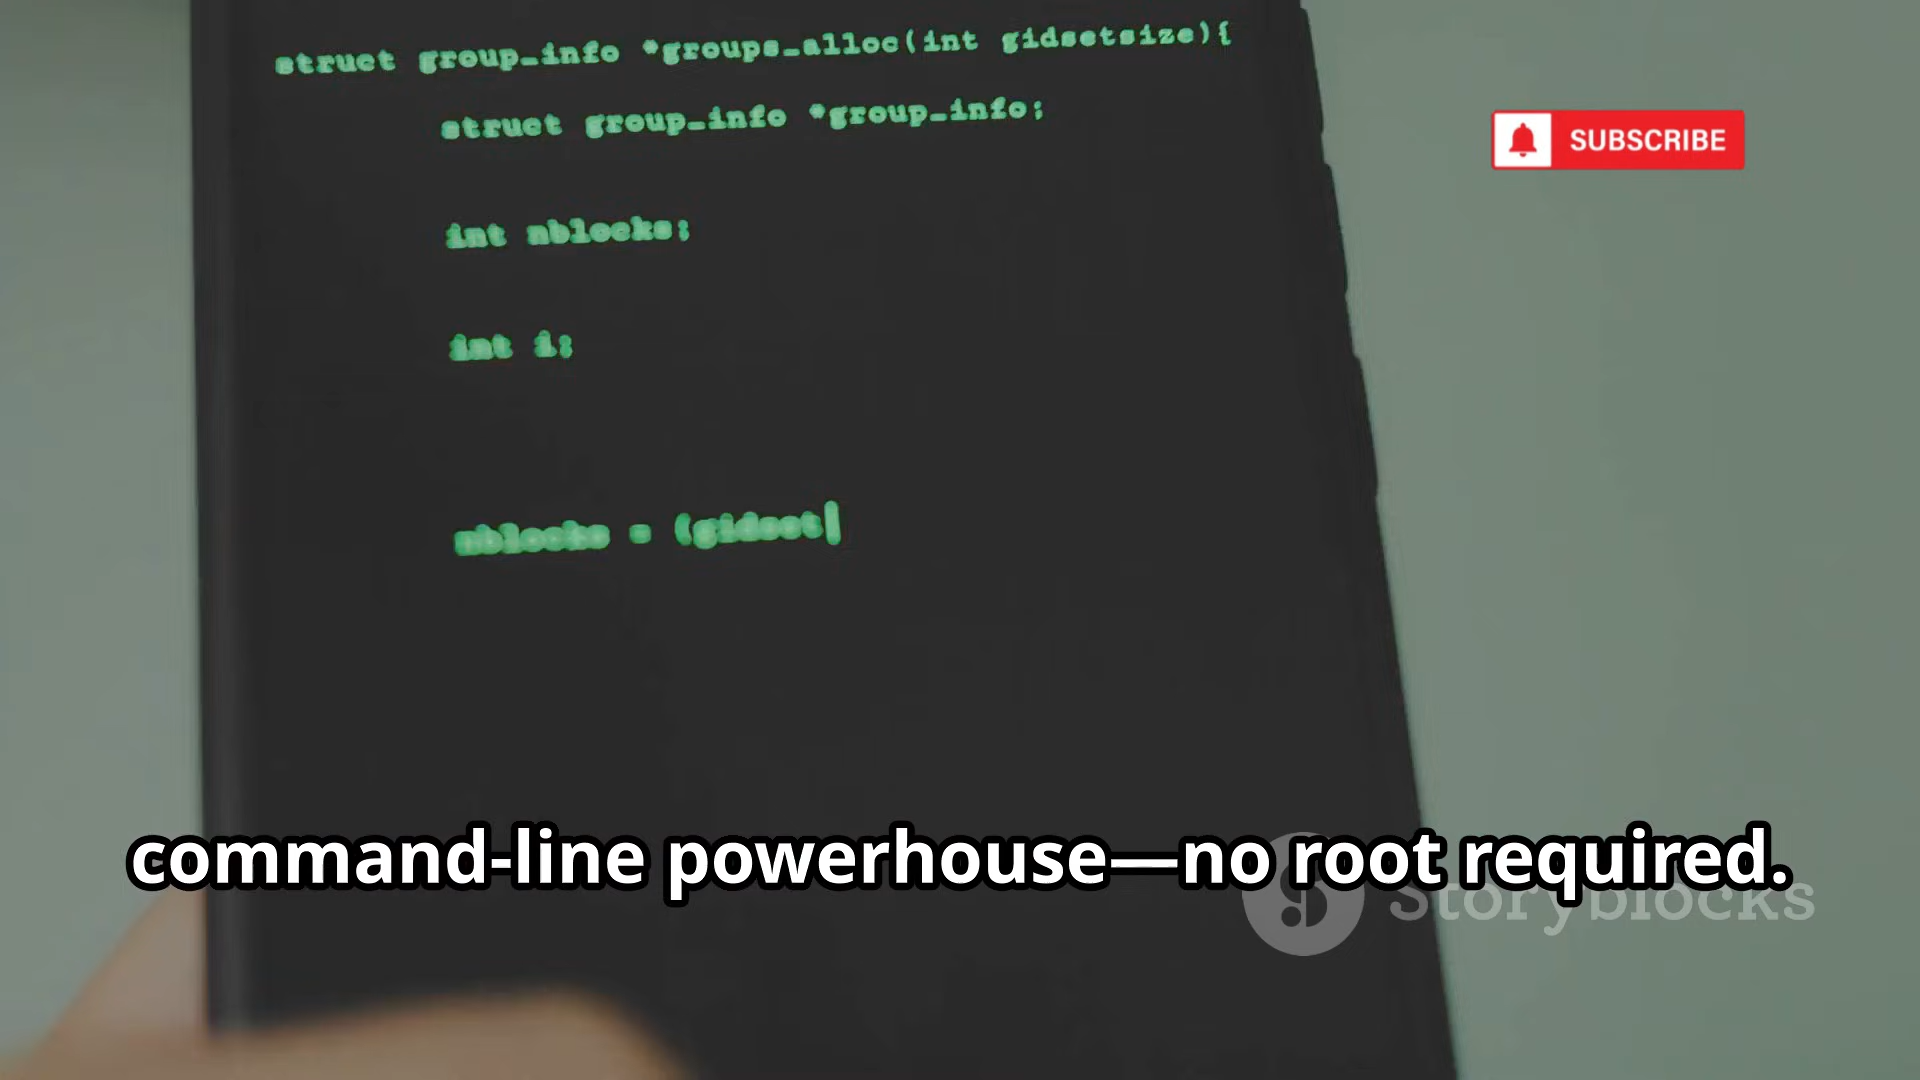 struct group_info *groups_alloc(int gidsetsize){
struct group_info *group_info;
SUBSCRIBE
int nblocks;
int i;
nblocks = (gidset
command-line powerhouse—no root required.
Storyblocks